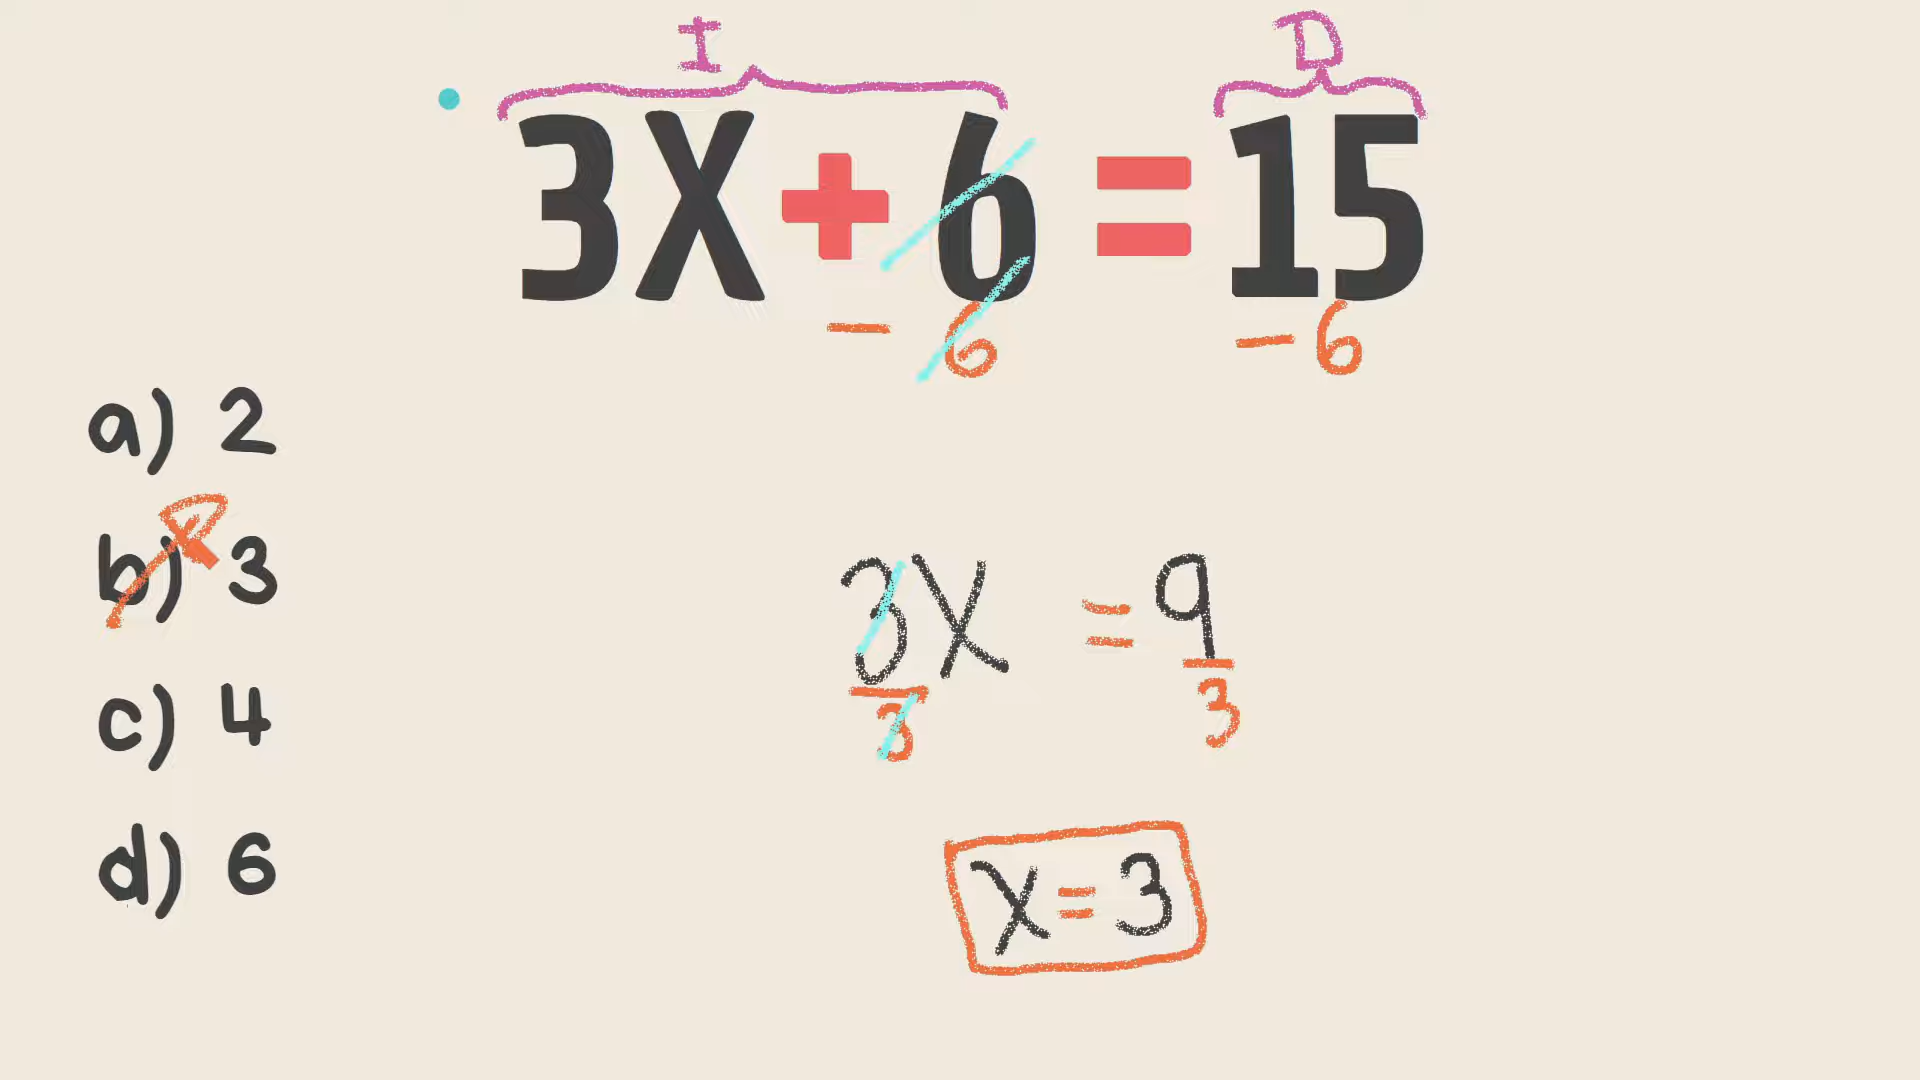 I D
3X + 6 = 15
- 6 - 6
a) 2
b) 3
3X = 9
3 3
c) 4
d) 6
x = 3